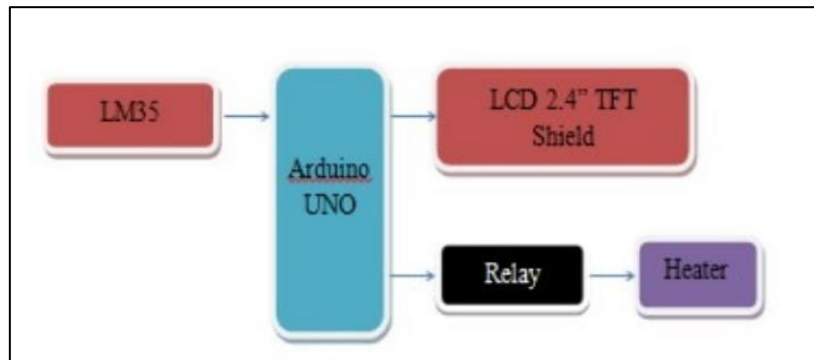 LM35
Arduino
UNO
LCD 2.4” TFT
Shield
Relay
Heater